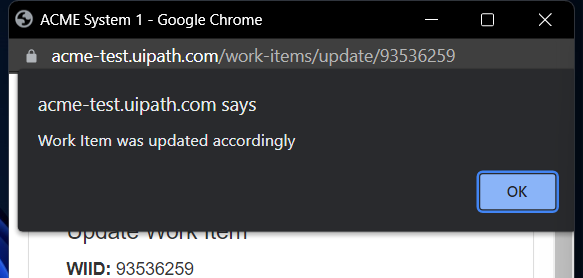 ACME System 1 - Google Chrome
acme-test.uipath.com/work-items/update/93536259
acme-test.uipath.com says
Work Item was updated accordingly
OK
Update Work Item
WIID: 93536259